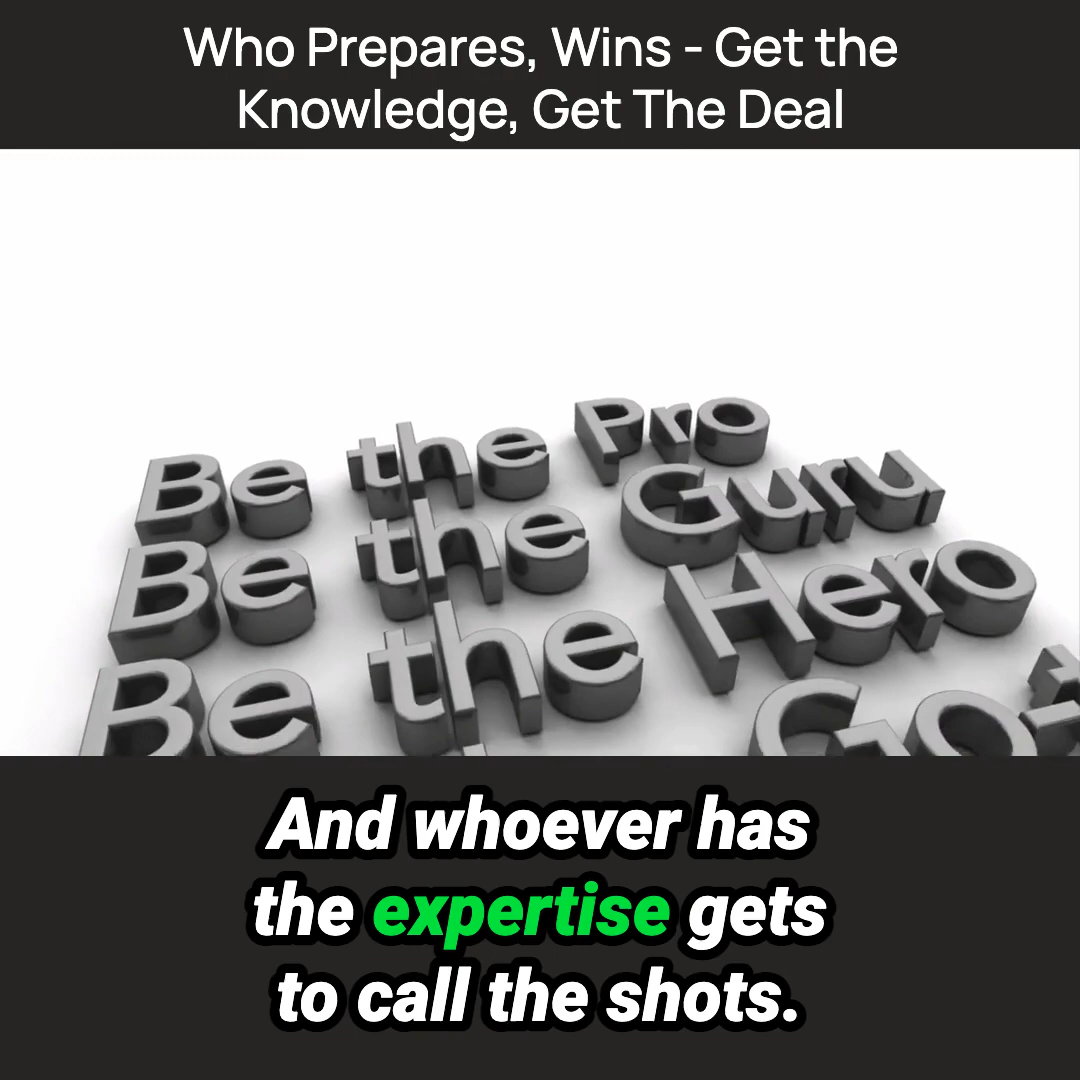 Who Prepares, Wins - Get the
Knowledge, Get The Deal
Be the Pro
Be the Guru
Be the Hero
And whoever has
the expertise gets
to call the shots.